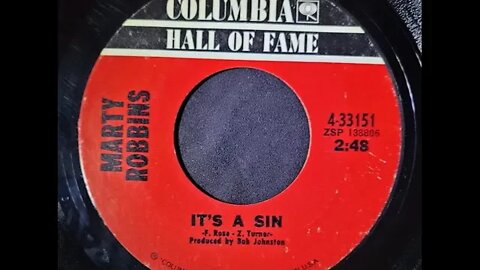 COLUMBIA
HALL OF FAME
MARTY
ROBBINS
4-33151
ZSP 138806
2:48
IT'S A SIN
-F. Rose - Z. Turner-
Produced by Bob Johnston